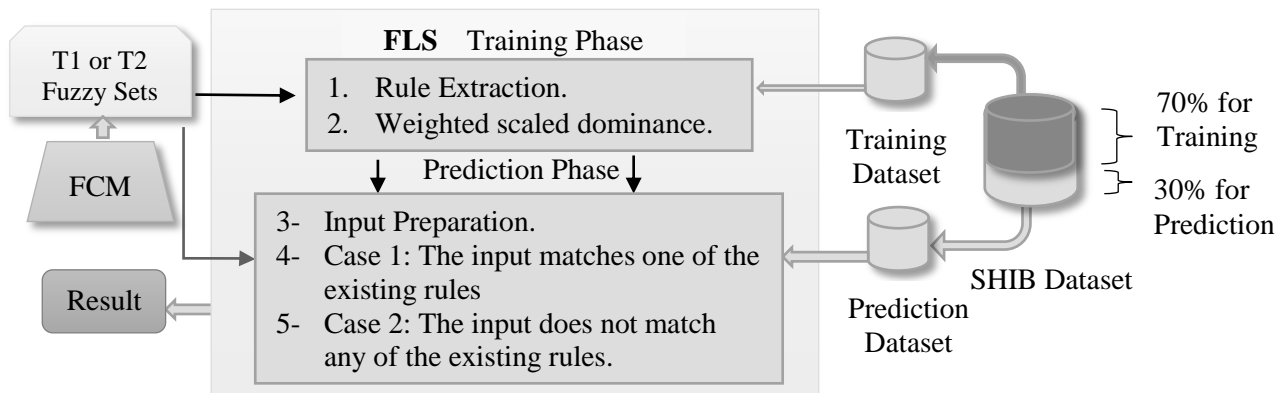 FLS Training Phase
T1 or T2
Fuzzy Sets
FCM
Result
1. Rule Extraction.
2. Weighted scaled dominance.
Prediction Phase
3- Input Preparation.
4- Case 1: The input matches one of the
existing rules
5- Case 2: The input does not match
any of the existing rules.
Training
Dataset
Prediction
Dataset
70% for
Training
30% for
Prediction
SHIB Dataset